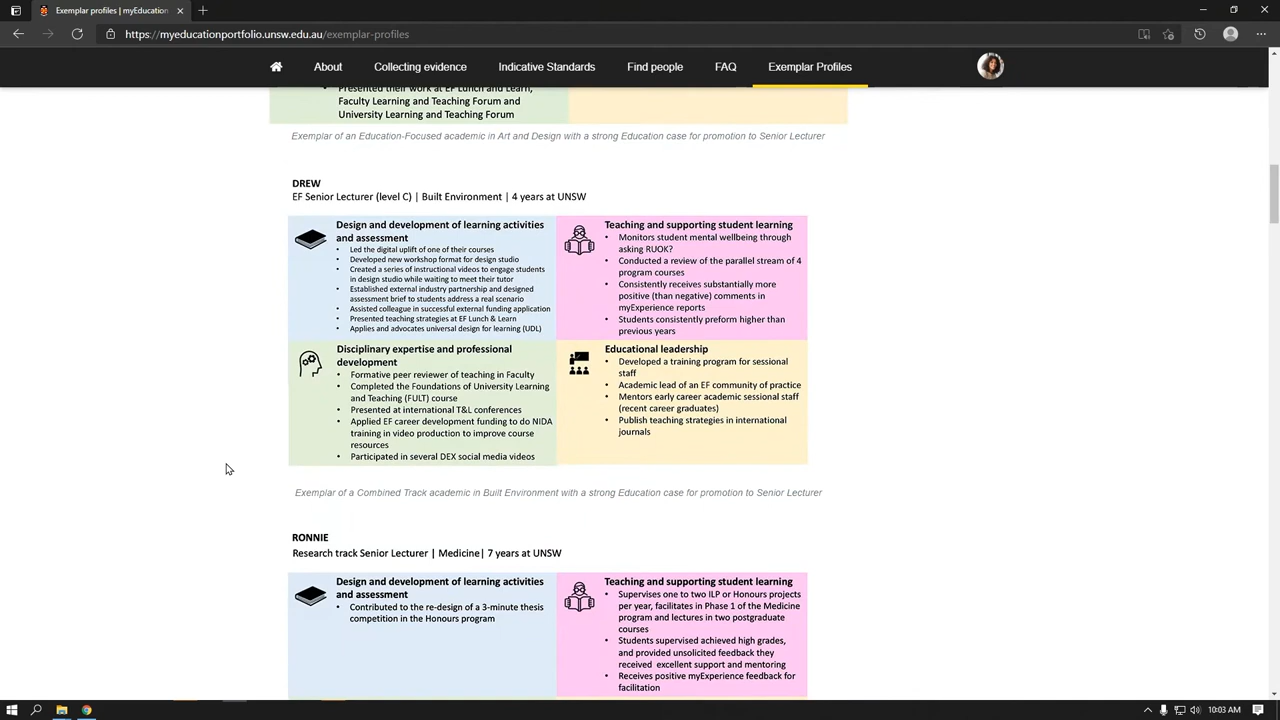 Exemplar profiles | myEducation
https://myeducationportfolio.unsw.edu.au/exemplar-profiles
About
Collecting evidence
Indicative Standards
Find people
FAQ
Exemplar Profiles
• Presented their work at EF Lunch and Learn,
Faculty Learning and Teaching Forum and
University Learning and Teaching Forum
Exemplar of an Education-Focused academic in Art and Design with a strong Education case for promotion to Senior Lecturer
DREW
EF Senior Lecturer (level C) | Built Environment | 4 years at UNSW
Design and development of learning activities
and assessment
• Led the digital uplift of one of their courses
• Developed new workshop format for design studio
• Created a series of instructional videos to engage students
in design studio while waiting to meet their tutor
• Established external industry partnership and designed
assessment brief to students address a real scenario
• Assisted colleague in successful external funding application
• Presented teaching strategies at EF Lunch & Learn
• Applies and advocates universal design for learning (UDL)
Teaching and supporting student learning
• Monitors student mental wellbeing through
asking RUOK?
• Conducted a review of the parallel stream of 4
program courses
• Consistently receives substantially more
positive (than negative) comments in
myExperience reports
• Students consistently preform higher than
previous years
Disciplinary expertise and professional
development
• Formative peer reviewer of teaching in Faculty
• Completed the Foundations of University Learning
and Teaching (FULT) course
• Presented at international T&L conferences
• Applied EF career development funding to do NIDA
training in video production to improve course
resources
• Participated in several DEX social media videos
Educational leadership
• Developed a training program for sessional
staff
• Academic lead of an EF community of practice
• Mentors early career academic sessional staff
(recent career graduates)
• Publish teaching strategies in international
journals
Exemplar of a Combined Track academic in Built Environment with a strong Education case for promotion to Senior Lecturer
RONNIE
Research track Senior Lecturer | Medicine| 7 years at UNSW
Design and development of learning activities
and assessment
• Contributed to the re-design of a 3-minute thesis
competition in the Honours program
Teaching and supporting student learning
• Supervises one to two ILP or Honours projects
per year, facilitates in Phase 1 of the Medicine
program and lectures in two postgraduate
courses
• Students supervised achieved high grades,
and provided unsolicited feedback they
received excellent support and mentoring
• Receives positive myExperience feedback for
facilitation
10:03 AM